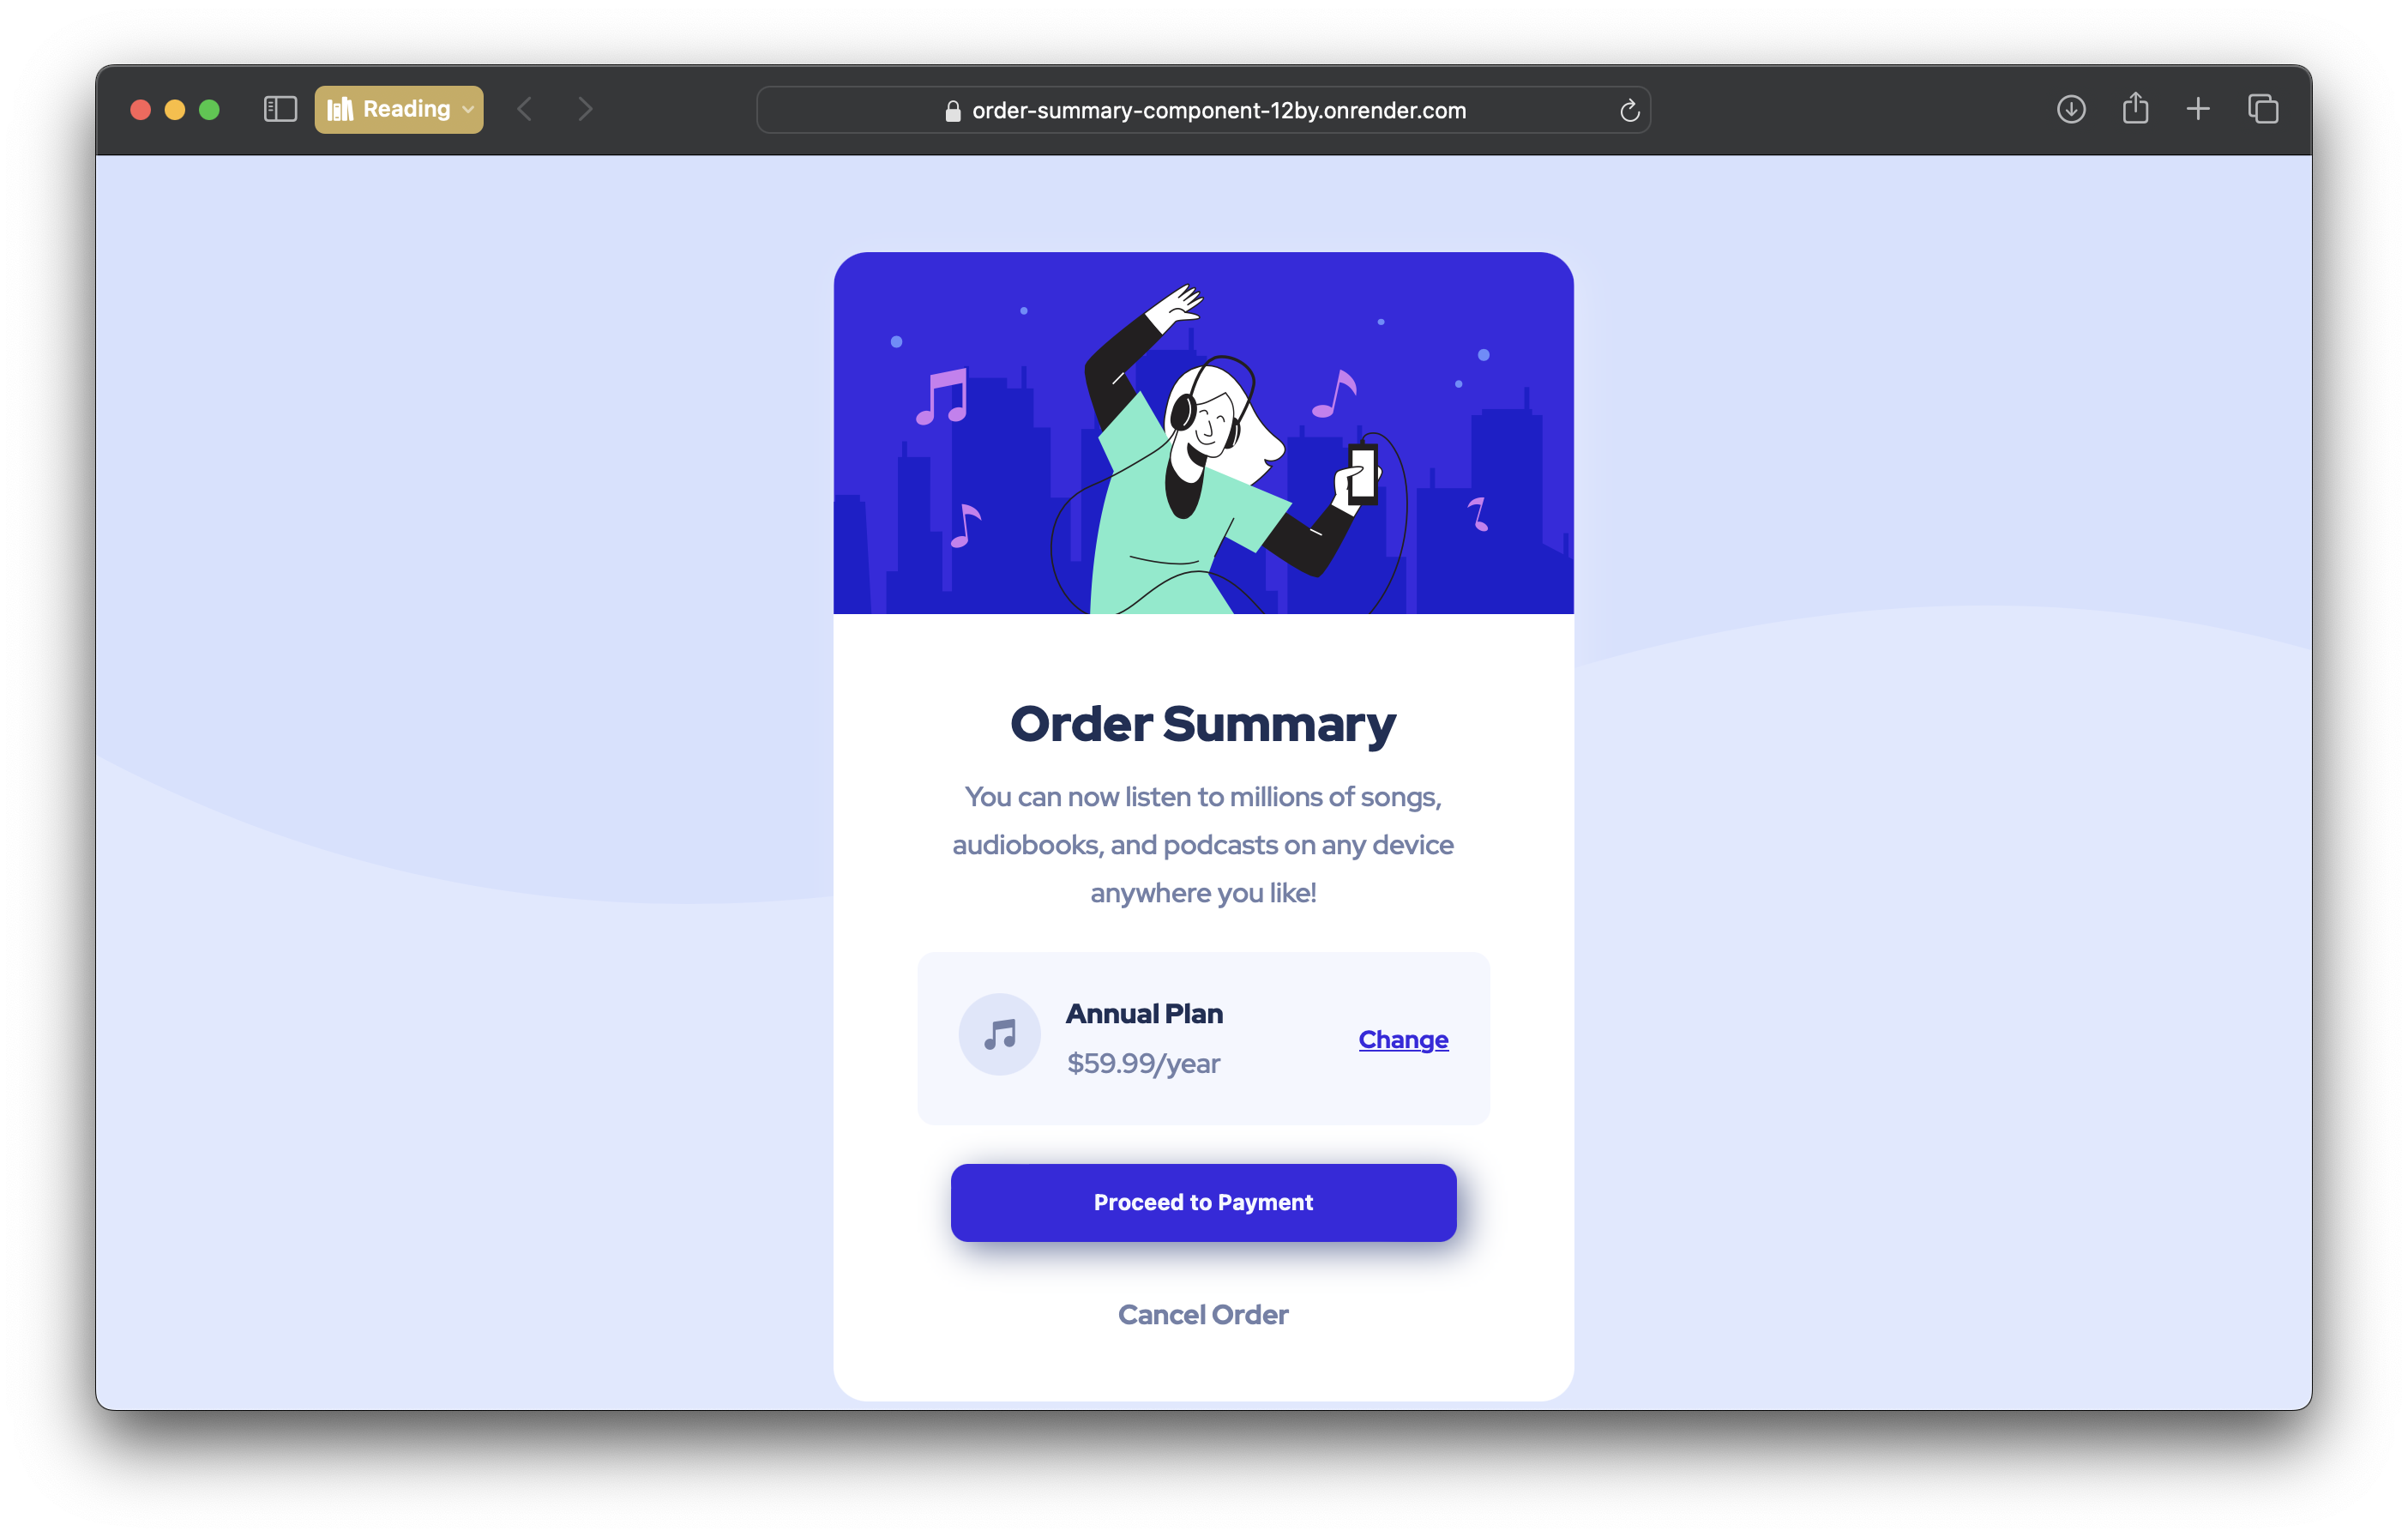 Reading
order-summary-component-12by.onrender.com
Order Summary
You can now listen to millions of songs,
audiobooks, and podcasts on any device
anywhere you like!
Annual Plan
$59.99/year
Change
Proceed to Payment
Cancel Order